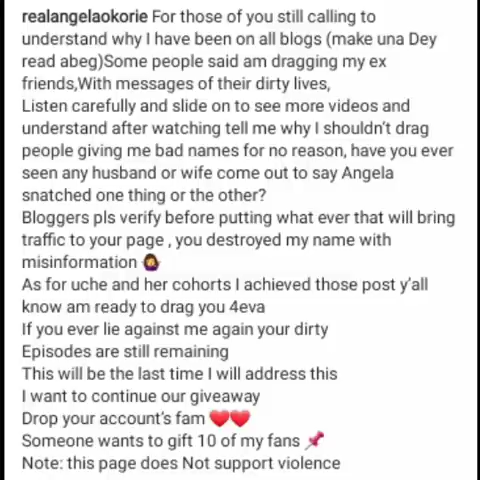 realangelaokorie For those of you still calling to
understand why I have been on all blogs (make una Dey
read abeg)Some people said am dragging my ex
friends,With messages of their dirty lives,
Listen carefully and slide on to see more videos and
understand after watching tell me why I shouldn't drag
people giving me bad names for no reason, have you ever
seen any husband or wife come out to say Angela
snatched one thing or the other?
Bloggers pls verify before putting what ever that will bring
traffic to your page , you destroyed my name with
misinformation 🤷🏽‍♀️
As for uche and her cohorts I achieved those post y'all
know am ready to drag you 4eva
If you ever lie against me again your dirty
Episodes are still remaining
This will be the last time I will address this
I want to continue our giveaway
Drop your account's fam ❤️❤️
Someone wants to gift 10 of my fans 📌
Note: this page does Not support violence